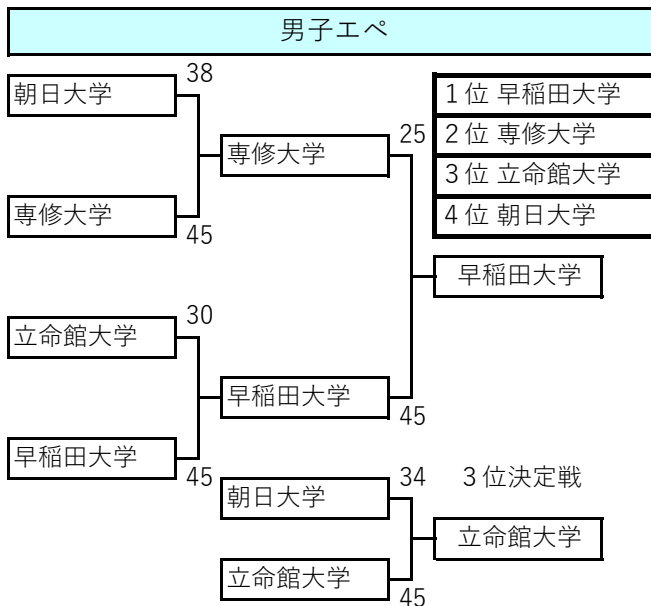 男子エペ
38
朝日大学
1位 早稲田大学
25
専修大学
2位 専修大学
3位 立命館大学
専修大学
4位 朝日大学
45
早稲田大学
30
立命館大学
早稲田大学
45
早稲田大学
45
34
3位決定戦
朝日大学
立命館大学
立命館大学
45